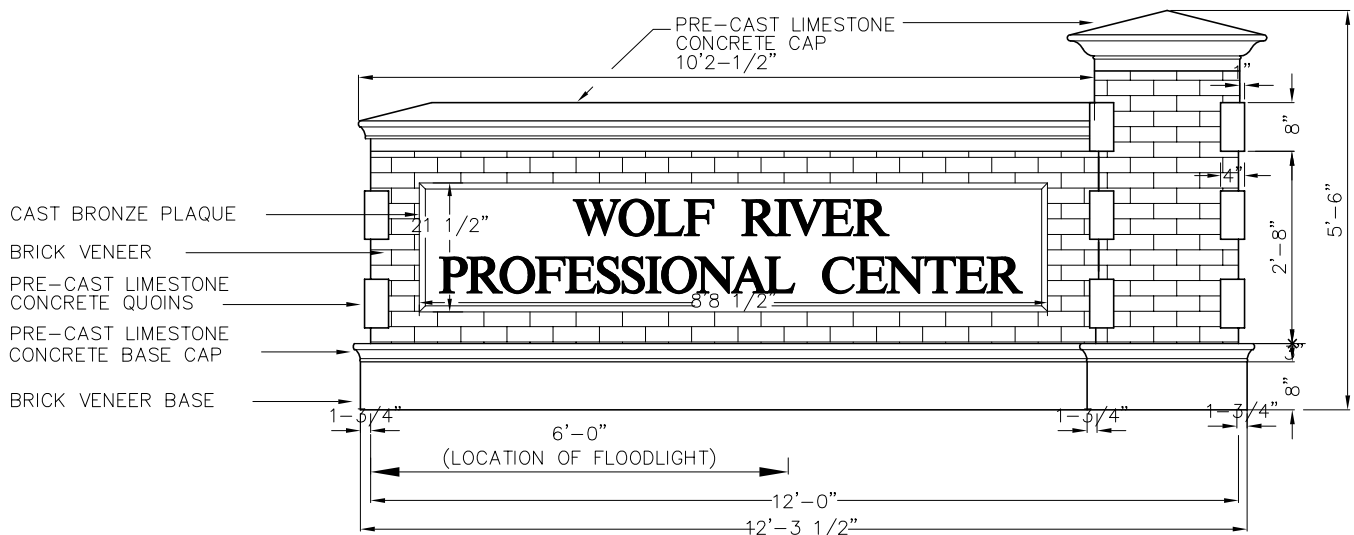 PRE-CAST LIMESTONE
CONCRETE CAP
10'2-1/2"
1"
8"
4"
5'-6"
2'-8"
CAST BRONZE PLAQUE
21 1/2"
WOLF RIVER
BRICK VENEER
PROFESSIONAL CENTER
PRE-CAST LIMESTONE
CONCRETE QUOINS
8'8 1/2"
PRE-CAST LIMESTONE
CONCRETE BASE CAP
3"
8"
BRICK VENEER BASE
1-3/4"
1-3/4"
1-3/4"
6'-0"
(LOCATION OF FLOODLIGHT)
12'-0"
12'-3 1/2"